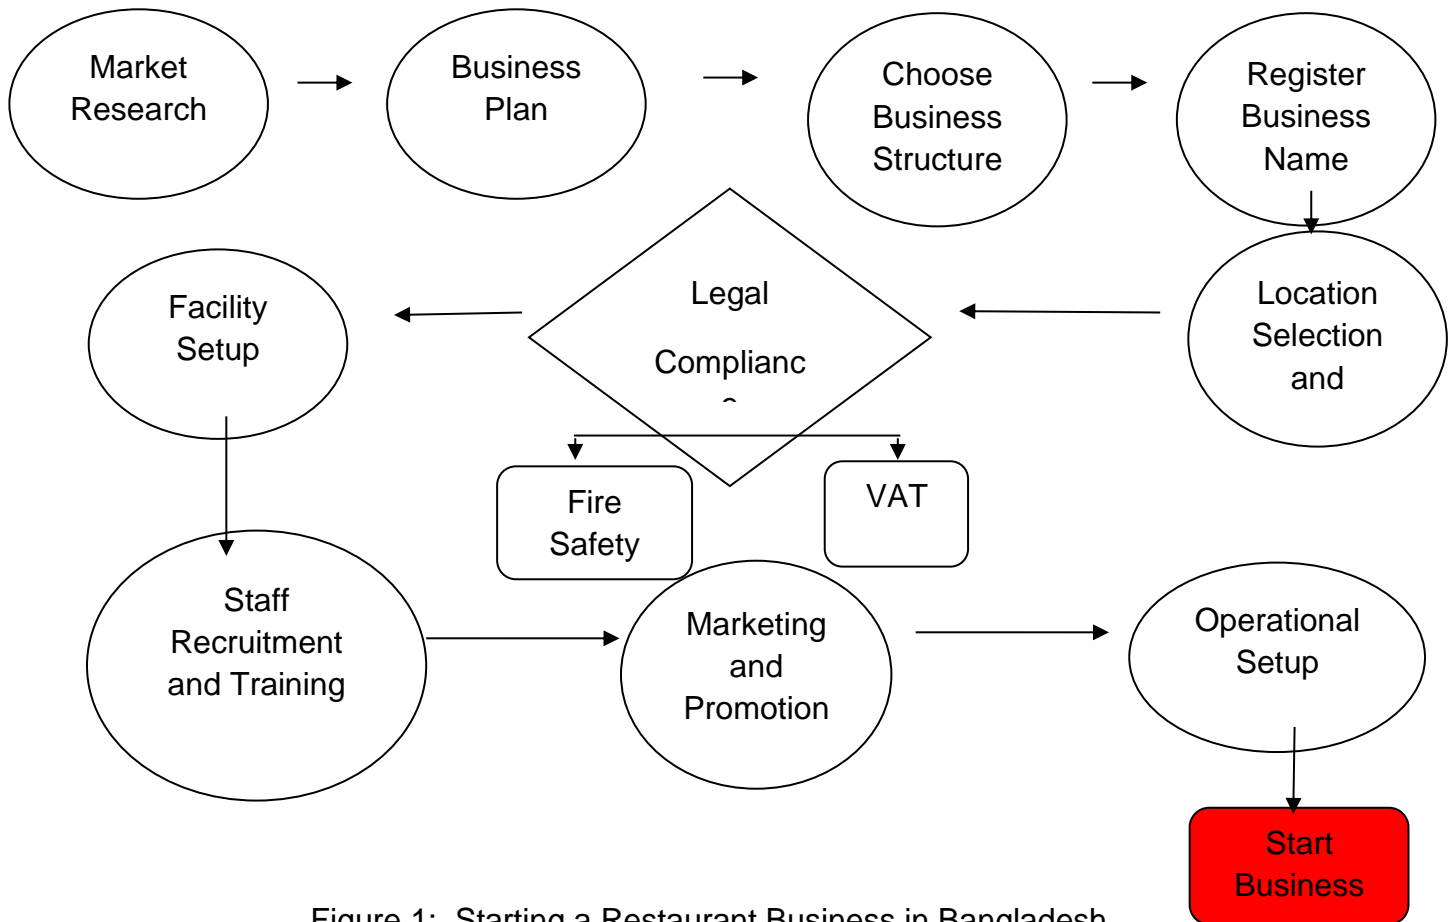 Market
Research
Business
Plan
Choose
Business
Structure
Register
Business
Name
Location
Selection
and
Legal
Complianc
Facility
Setup
Fire
Safety
VAT
Staff
Recruitment
and Training
Marketing
and
Promotion
Operational
Setup
Start
Business
Figure 1: Starting a Restaurant Business in Bangladesh